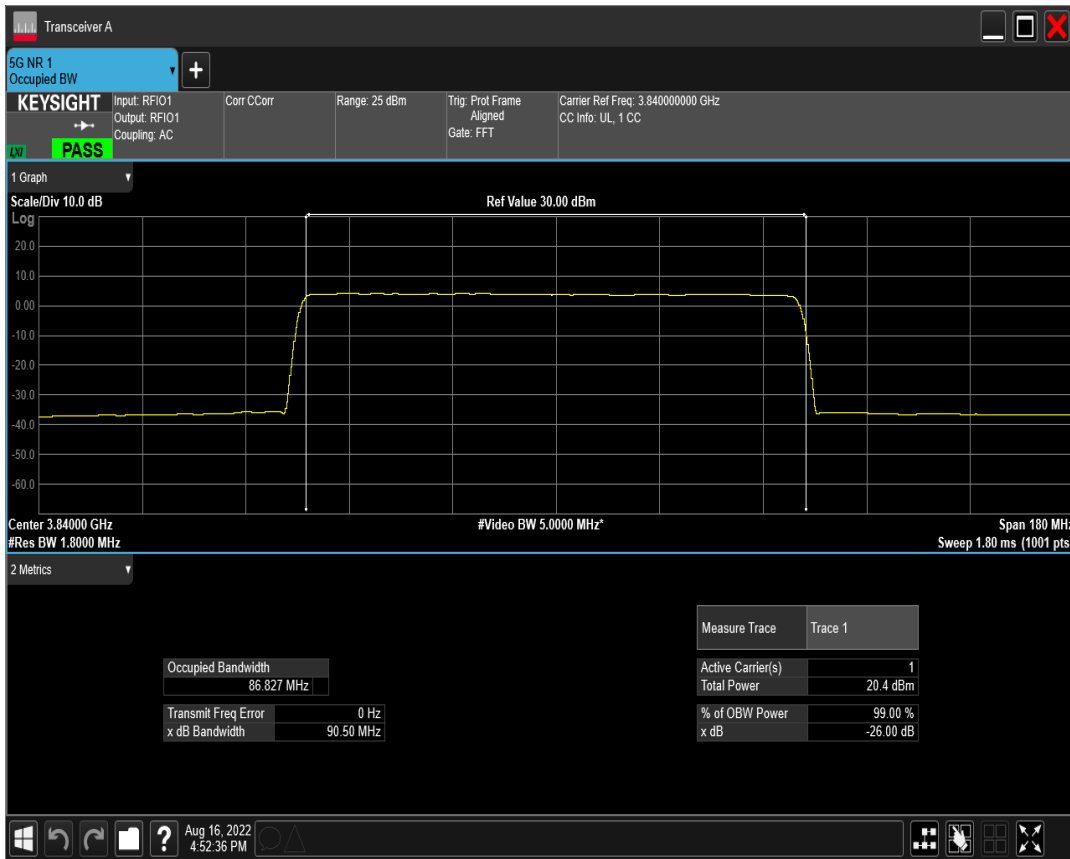 Transceiver A
5G NR 1
Occupied BW
+
KEYSIGHT
LXI
PASS
Input: RFIO1
Output: RFIO1
Coupling: AC
Corr CCorr
Range: 25 dBm
Trig: Prot Frame
Aligned
Gate: FFT
Carrier Ref Freq: 3.840000000 GHz
CC Info: UL, 1 CC
1 Graph
Scale/Div 10.0 dB
Ref Value 30.00 dBm
Log
20.0
10.0
0.00
-10.0
-20.0
-30.0
-40.0
-50.0
-60.0
Center 3.84000 GHz
#Video BW 5.0000 MHz*
Span 180 MHz
#Res BW 1.8000 MHz
Sweep 1.80 ms (1001 pts
2 Metrics
Measure Trace
Trace 1
Occupied Bandwidth
86.827 MHz
Active Carrier(s)
1
Total Power
20.4 dBm
Transmit Freq Error
0 Hz
x dB Bandwidth
90.50 MHz
% of OBW Power
99.00 %
x dB
-26.00 dB
?
Aug 16, 2022
4:52:36 PM